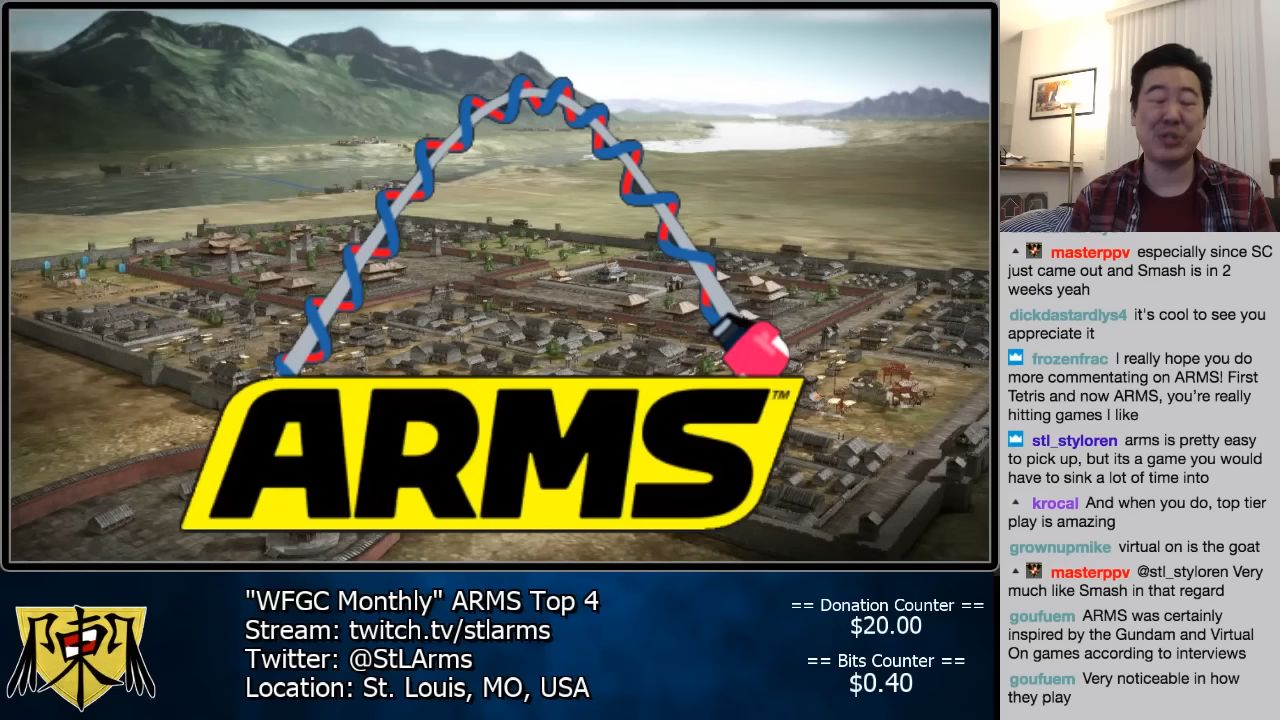 ARMS™
"WFGC Monthly" ARMS Top 4
Stream: twitch.tv/stlarms
Twitter: @StLArms
Location: St. Louis, MO, USA
== Donation Counter ==
$20.00
== Bits Counter ==
$0.40
masterppv especially since SC
just came out and Smash is in 2
weeks yeah
dickdastardlys4 it's cool to see you
appreciate it
frozenfrac I really hope you do
more commentating on ARMS! First
Tetris and now ARMS, you're really
hitting games I like
stl_styloren arms is pretty easy
to pick up, but its a game you would
have to sink a lot of time into
krocal And when you do, top tier
play is amazing
grownupmike virtual on is the goat
masterppv @stl_styloren Very
much like Smash in that regard
goufuem ARMS was certainly
inspired by the Gundam and Virtual
On games according to interviews
goufuem Very noticeable in how
they play